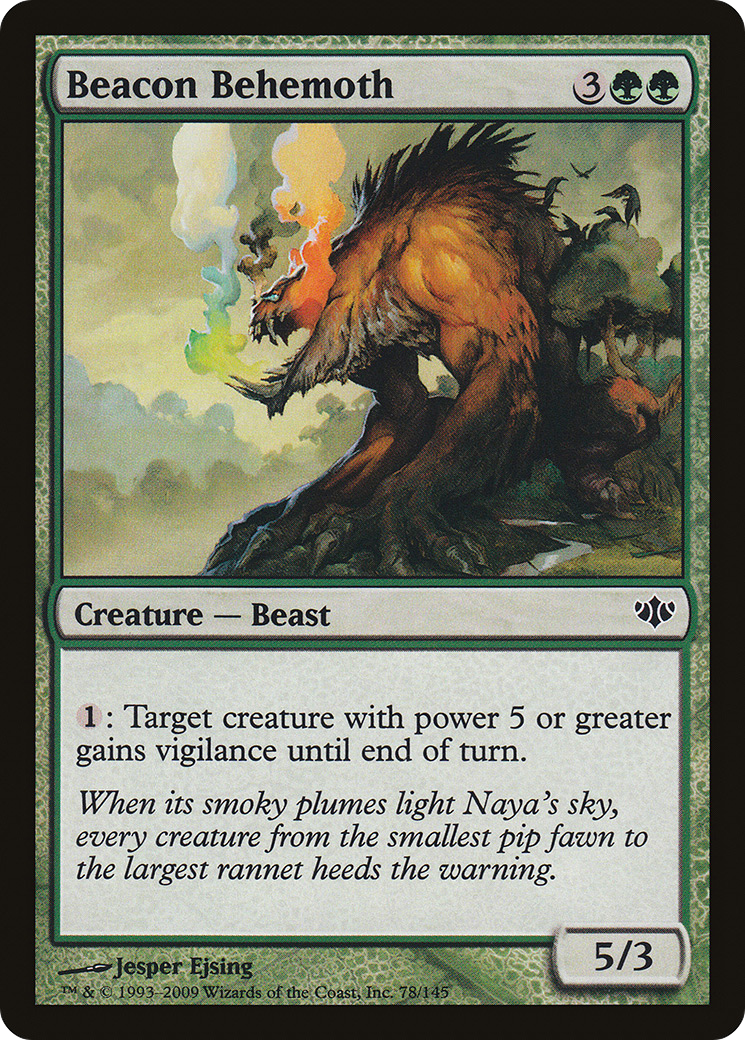 Beacon Behemoth 3
Creature — Beast
1: Target creature with power 5 or greater
gains vigilance until end of turn.
When its smoky plumes light Naya's sky,
every creature from the smallest pip fawn to
the largest rannet heeds the warning.
5/3
Jesper Ejsing
™ & © 1993–2009 Wizards of the Coast, Inc. 78/145